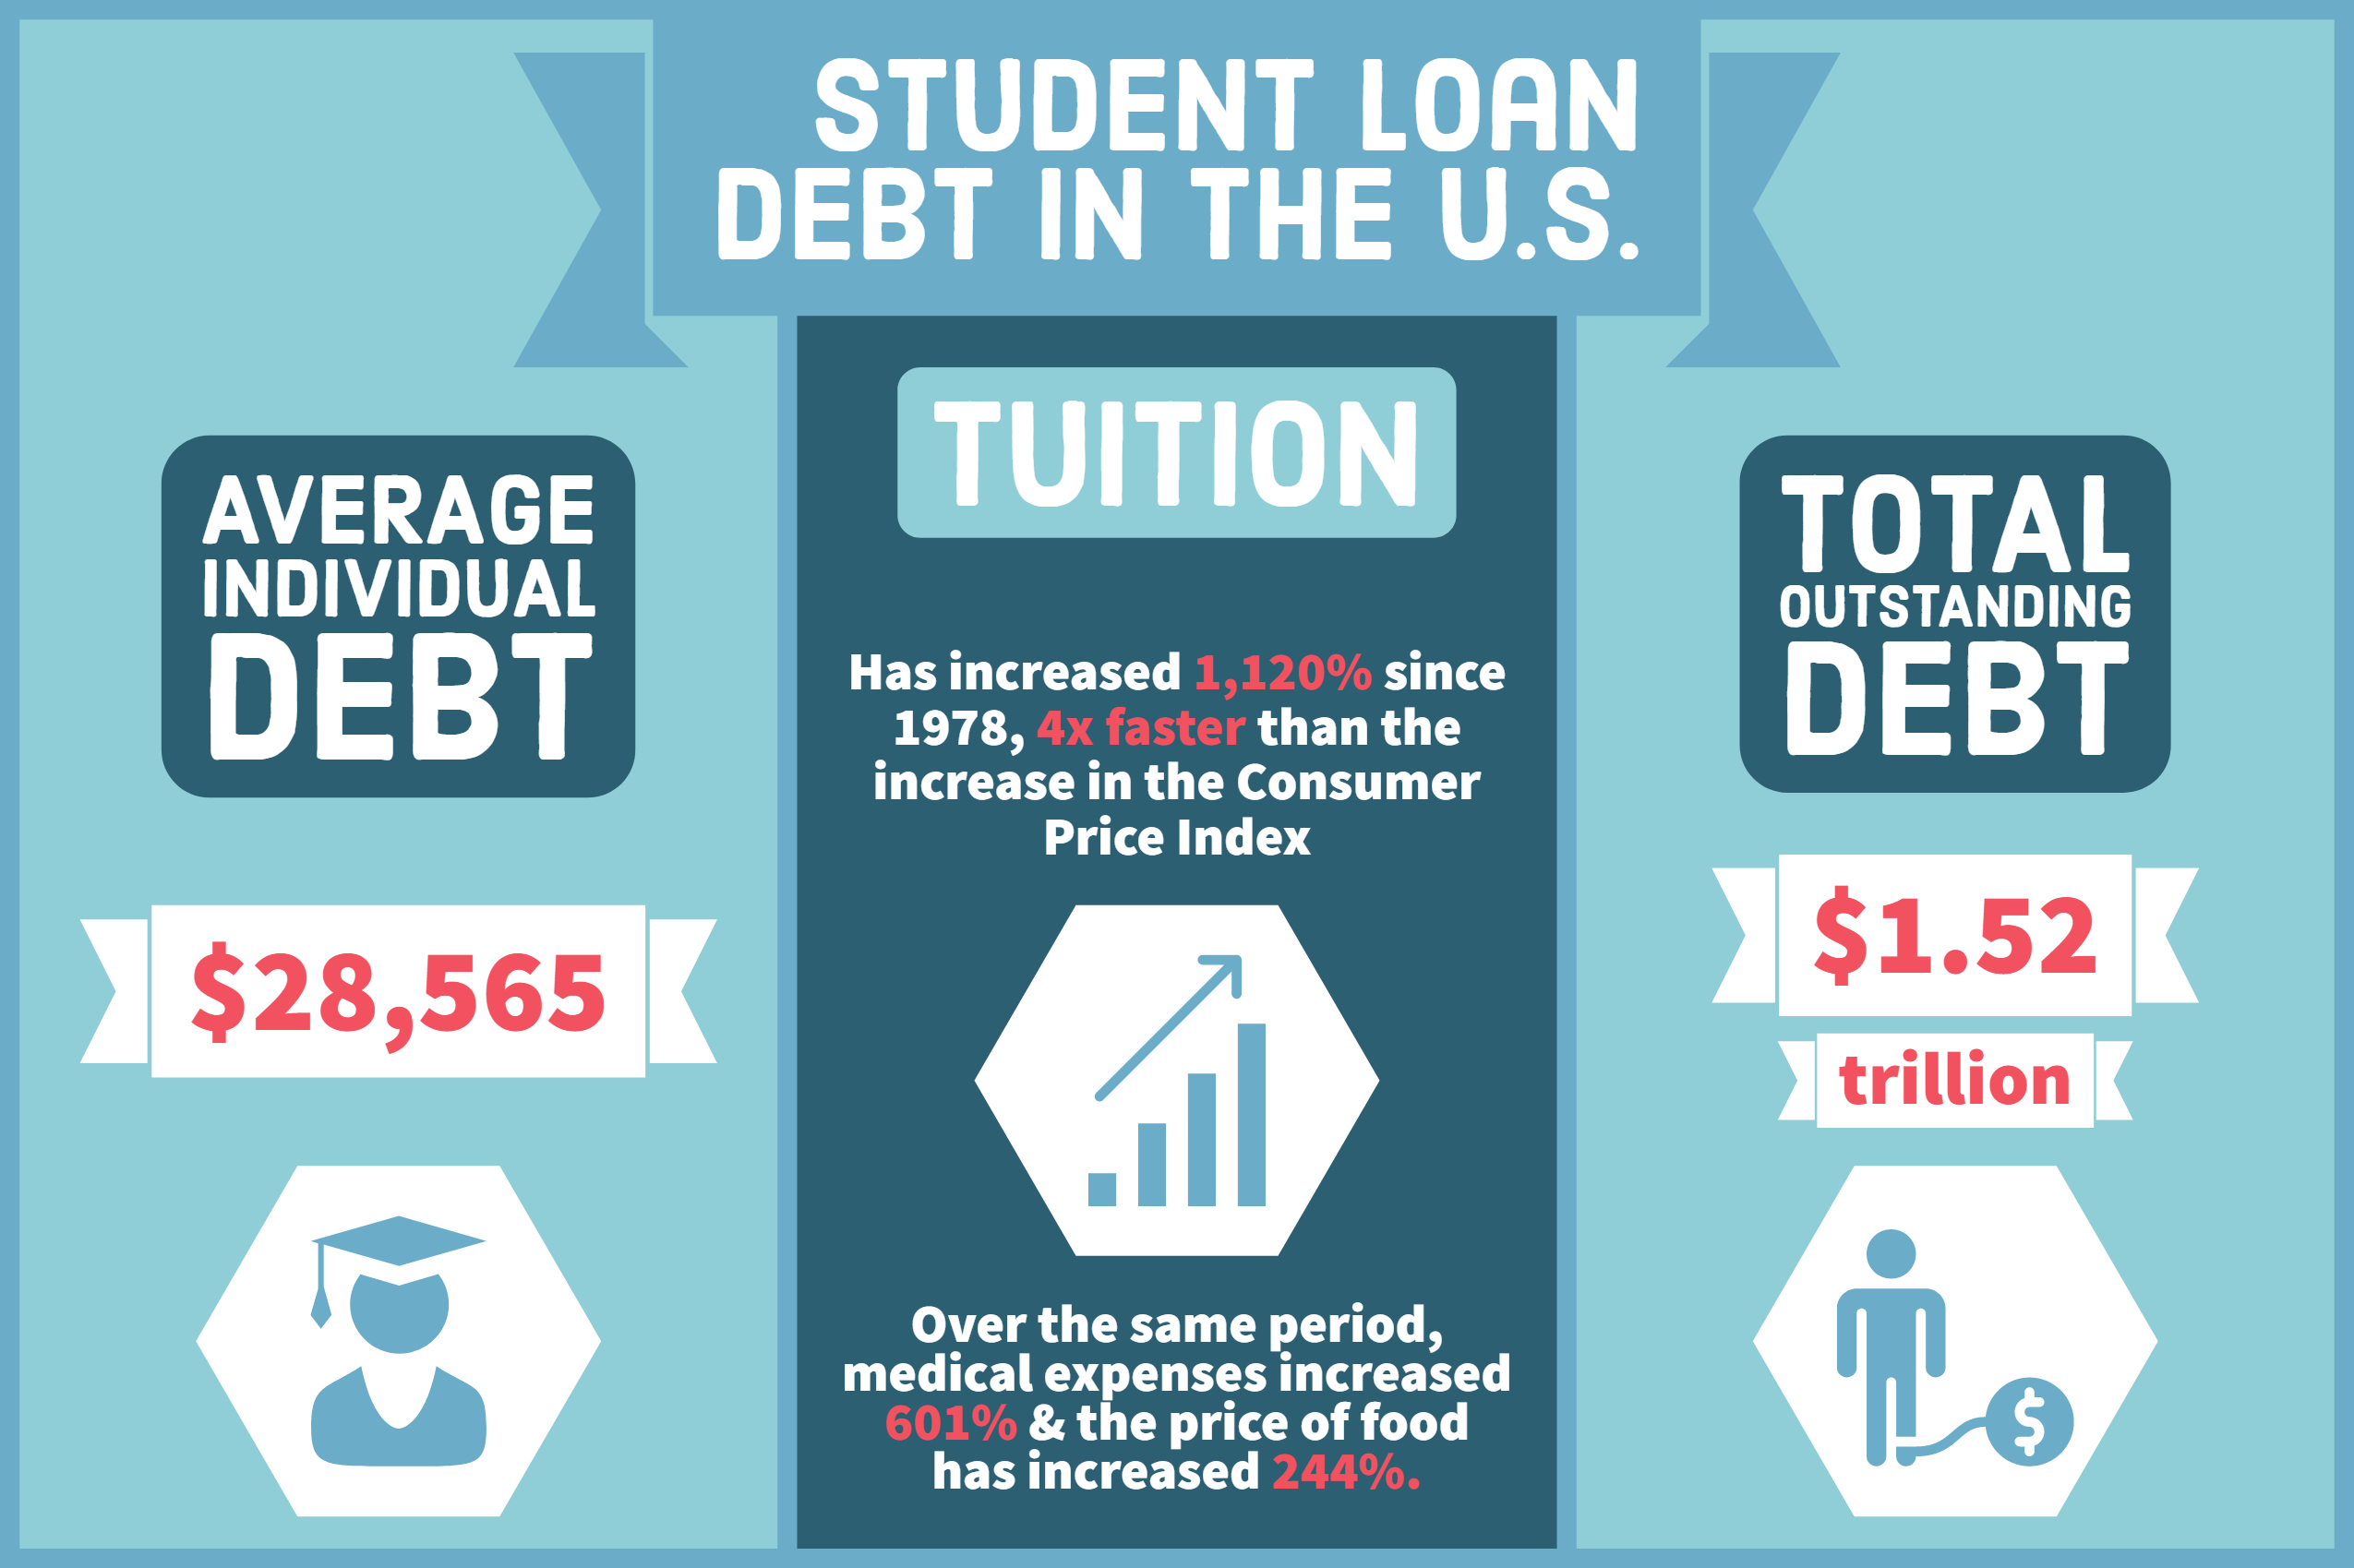 STUDENT LOAN
DEBT IN THE U.S.
AVERAGE
INDIVIDUAL
DEBT
$28,565
TUITION
Has increased 1,120% since
1978, 4x faster than the
increase in the Consumer
Price Index
Over the same period,
medical expenses increased
601% & the price of food
has increased 244%.
TOTAL
OUTSTANDING
DEBT
$1.52
trillion
$